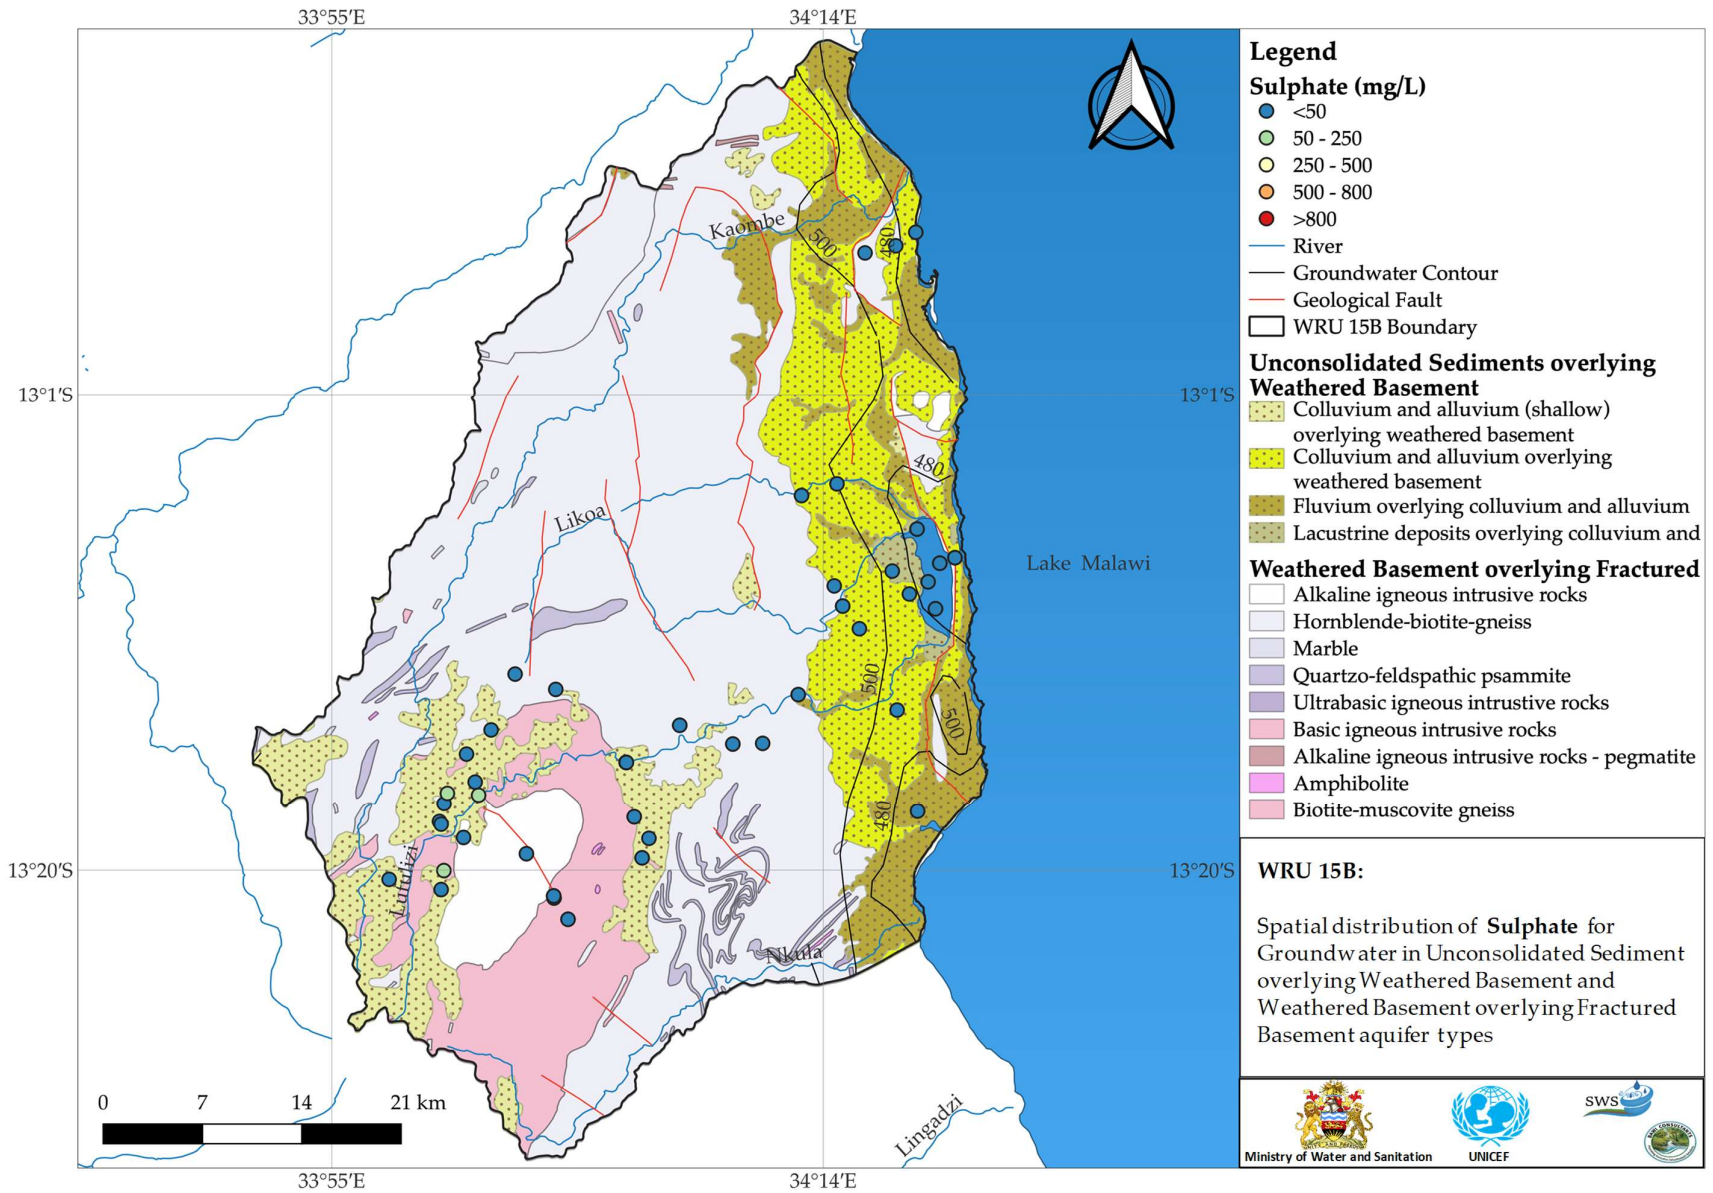 33°55′E
34°14′E
Legend
Sulphate (mg/L)
<50
50 - 250
250 - 500
500 - 800
>800
River
Groundwater Contour
Geological Fault
WRU 15B Boundary
Unconsolidated Sediments overlying
Weathered Basement
Colluvium and alluvium (shallow)
overlying weathered basement
Colluvium and alluvium overlying
weathered basement
Fluvium overlying colluvium and alluvium
Lacustrine deposits overlying colluvium and
Weathered Basement overlying Fractured
Alkaline igneous intrusive rocks
Hornblende-biotite-gneiss
Marble
Quartzo-feldspathic psammite
Ultrabasic igneous intrustive rocks
Basic igneous intrusive rocks
Alkaline igneous intrusive rocks - pegmatite
Amphibolite
Biotite-muscovite gneiss
Kaombe
500
480
13°1′S
13°1′S
480
Likoa
Lake Malawi
500
500
480
13°20′S
13°20′S
Lufulizi
Nkula
Lingadzi
0 7 14 21 km
33°55′E
34°14′E
WRU 15B:
Spatial distribution of Sulphate for
Groundwater in Unconsolidated Sediment
overlying Weathered Basement and
Weathered Basement overlying Fractured
Basement aquifer types
Ministry of Water and Sanitation
UNICEF
SWS